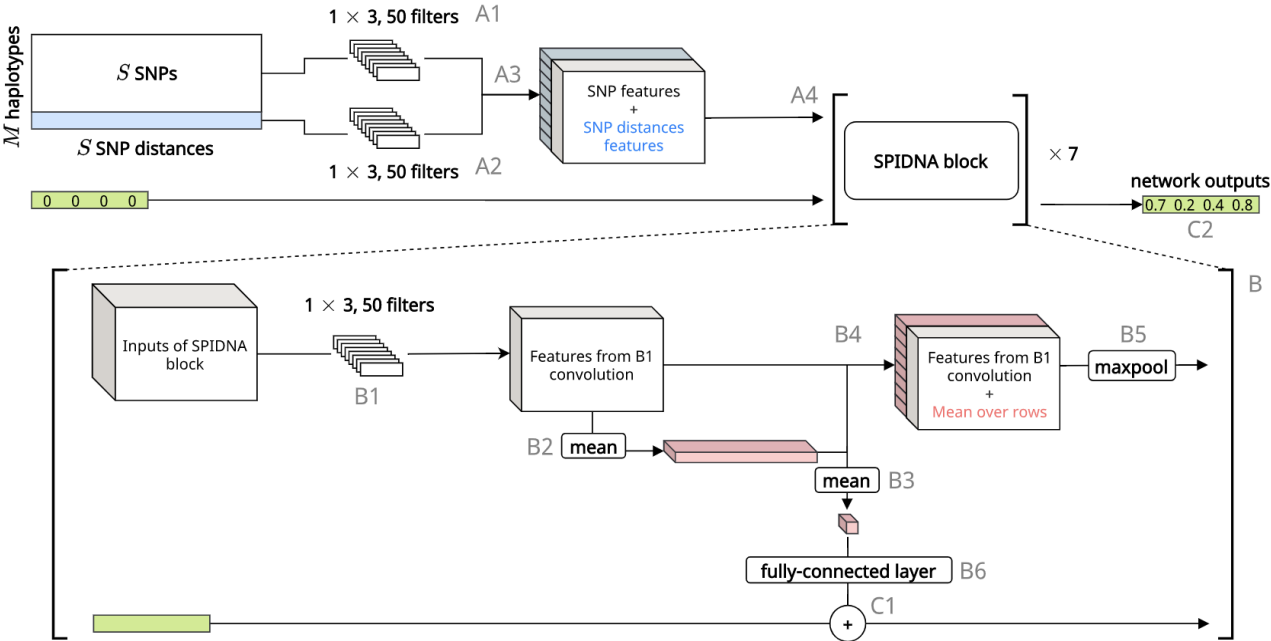 1 × 3, 50 filters
A1
M haplotypes
S SNPs
A3
SNP features
+
SNP distances
features
A4
S SNP distances
1 × 3, 50 filters
A2
SPIDNA block
× 7
0 0 0 0
network outputs
0.7 0.2 0.4 0.8
C2
B
Inputs of SPIDNA
block
1 × 3, 50 filters
B1
Features from B1
convolution
B4
Features from B1
convolution
+
Mean over rows
B5
maxpool
B2
mean
mean
B3
fully-connected layer
B6
C1
+